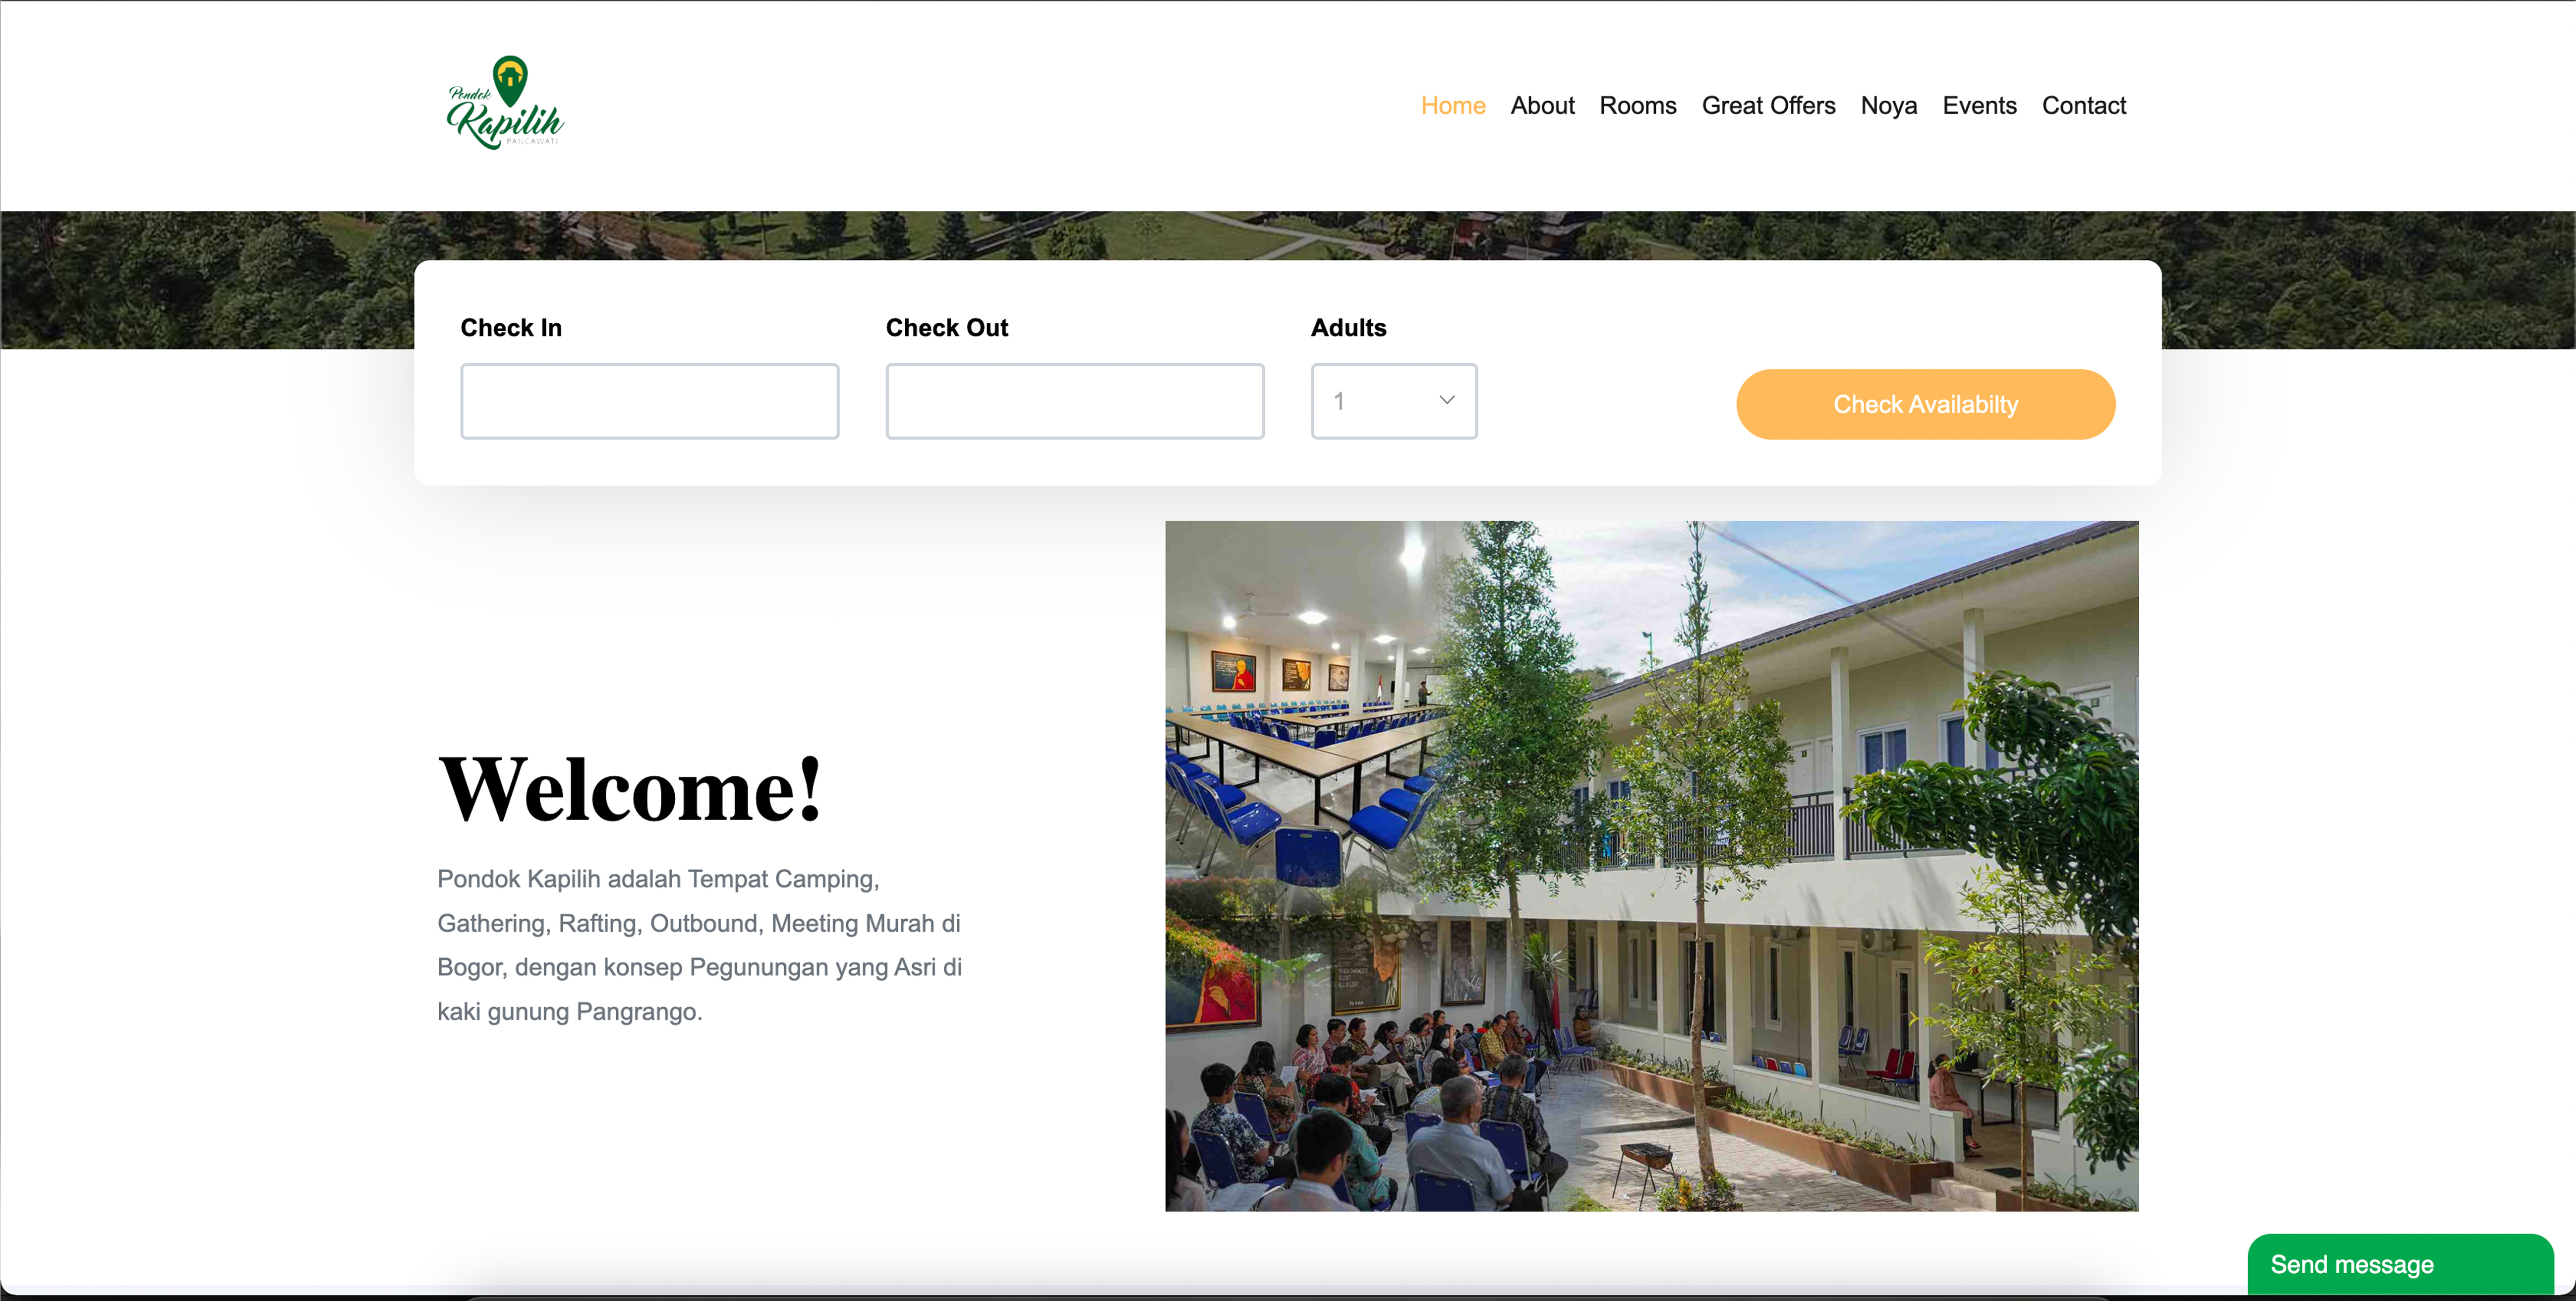 Pondok
Kapilih
PANCAWATI
Home About Rooms Great Offers Noya Events Contact
Check In Check Out Adults
1
Check Availabilty
Welcome!
Pondok Kapilih adalah Tempat Camping,
Gathering, Rafting, Outbound, Meeting Murah di
Bogor, dengan konsep Pegunungan yang Asri di
kaki gunung Pangrango.
Send message